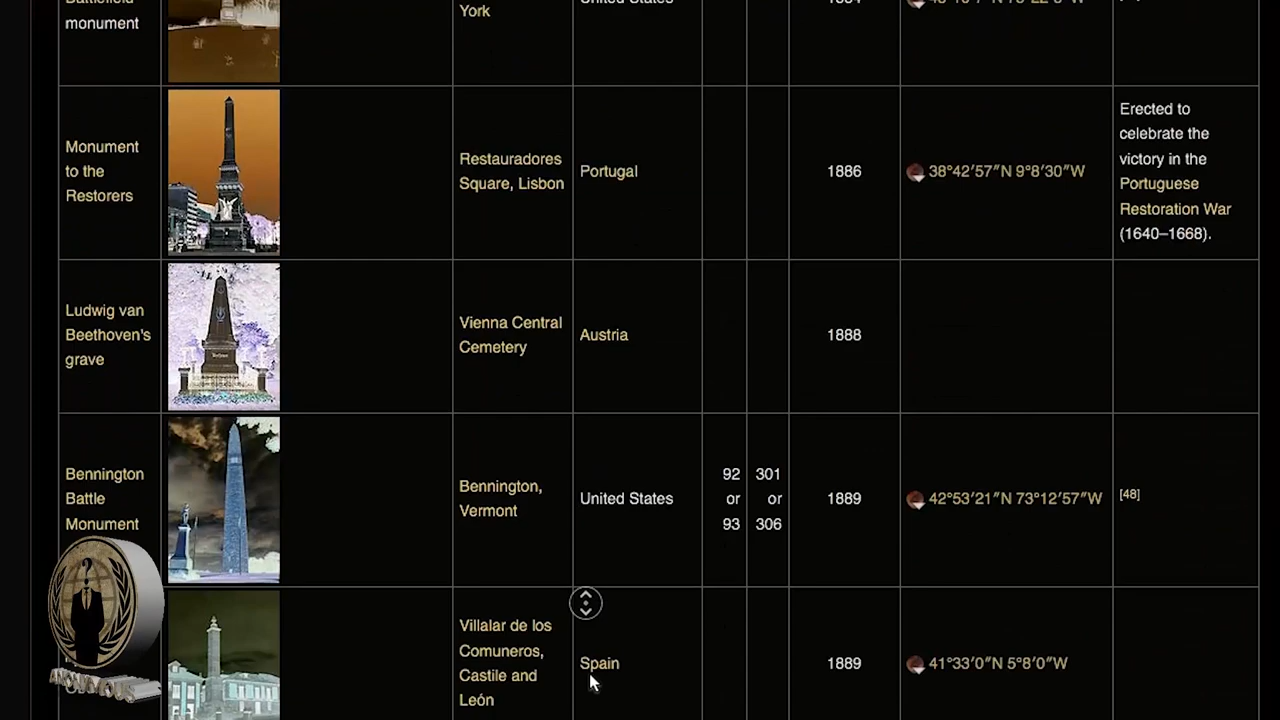 monument
York
Monument
to the
Restorers
Restauradores
Square, Lisbon
Portugal
1886
38°42′57″N 9°8′30″W
Erected to
celebrate the
victory in the
Portuguese
Restoration War
(1640–1668).
Ludwig van
Beethoven's
grave
Vienna Central
Cemetery
Austria
1888
Bennington
Battle
Monument
Bennington,
Vermont
United States
92
or
93
301
or
306
1889
42°53′21″N 73°12′57″W
[48]
Villalar de los
Comuneros,
Castile and
León
Spain
1889
41°33′0″N 5°8′0″W
ANONYMOUS